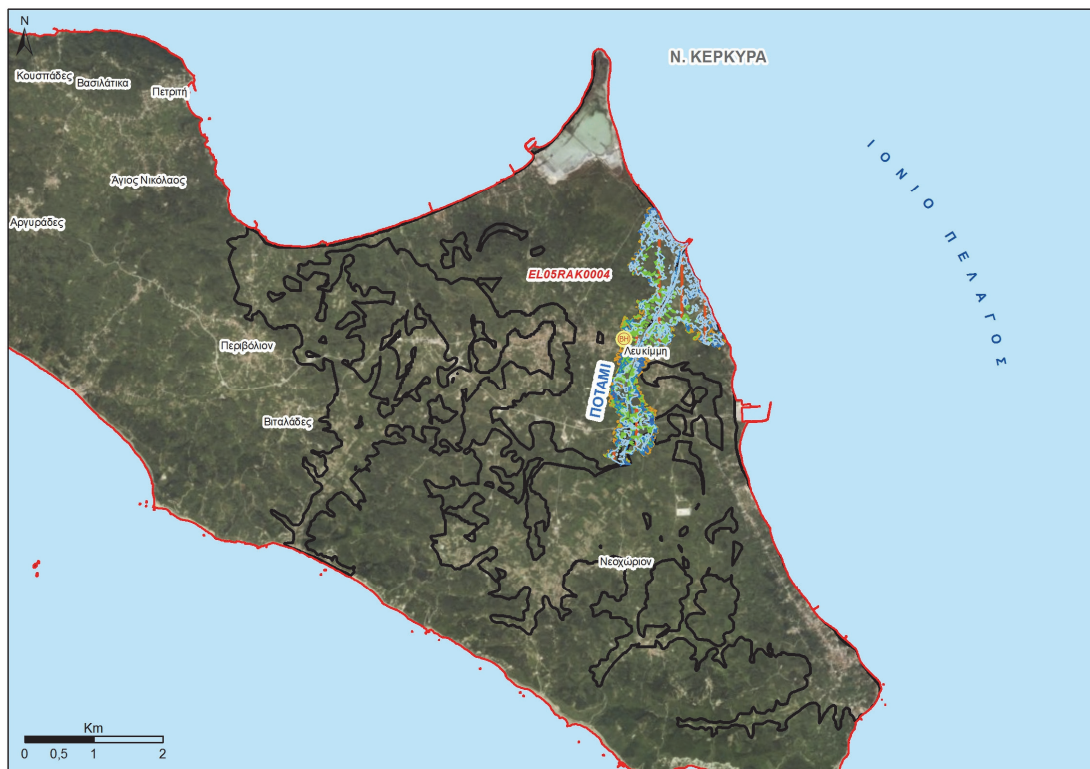 N
Ν. ΚΕΡΚΥΡΑ
Κουσπάδες
Βασιλάτικα
Πετριτή
ΙΟΝΙΟ ΠΕΛΑΓΟΣ
Άγιος Νικόλαος
Αργυράδες
EL05RAK0004
ΒΗ
Περιβόλιον
Λευκίμμη
ΠΟΤΑΜΙ
Βιταλάδες
Νεοχώριον
Km
0 0,5 1 2